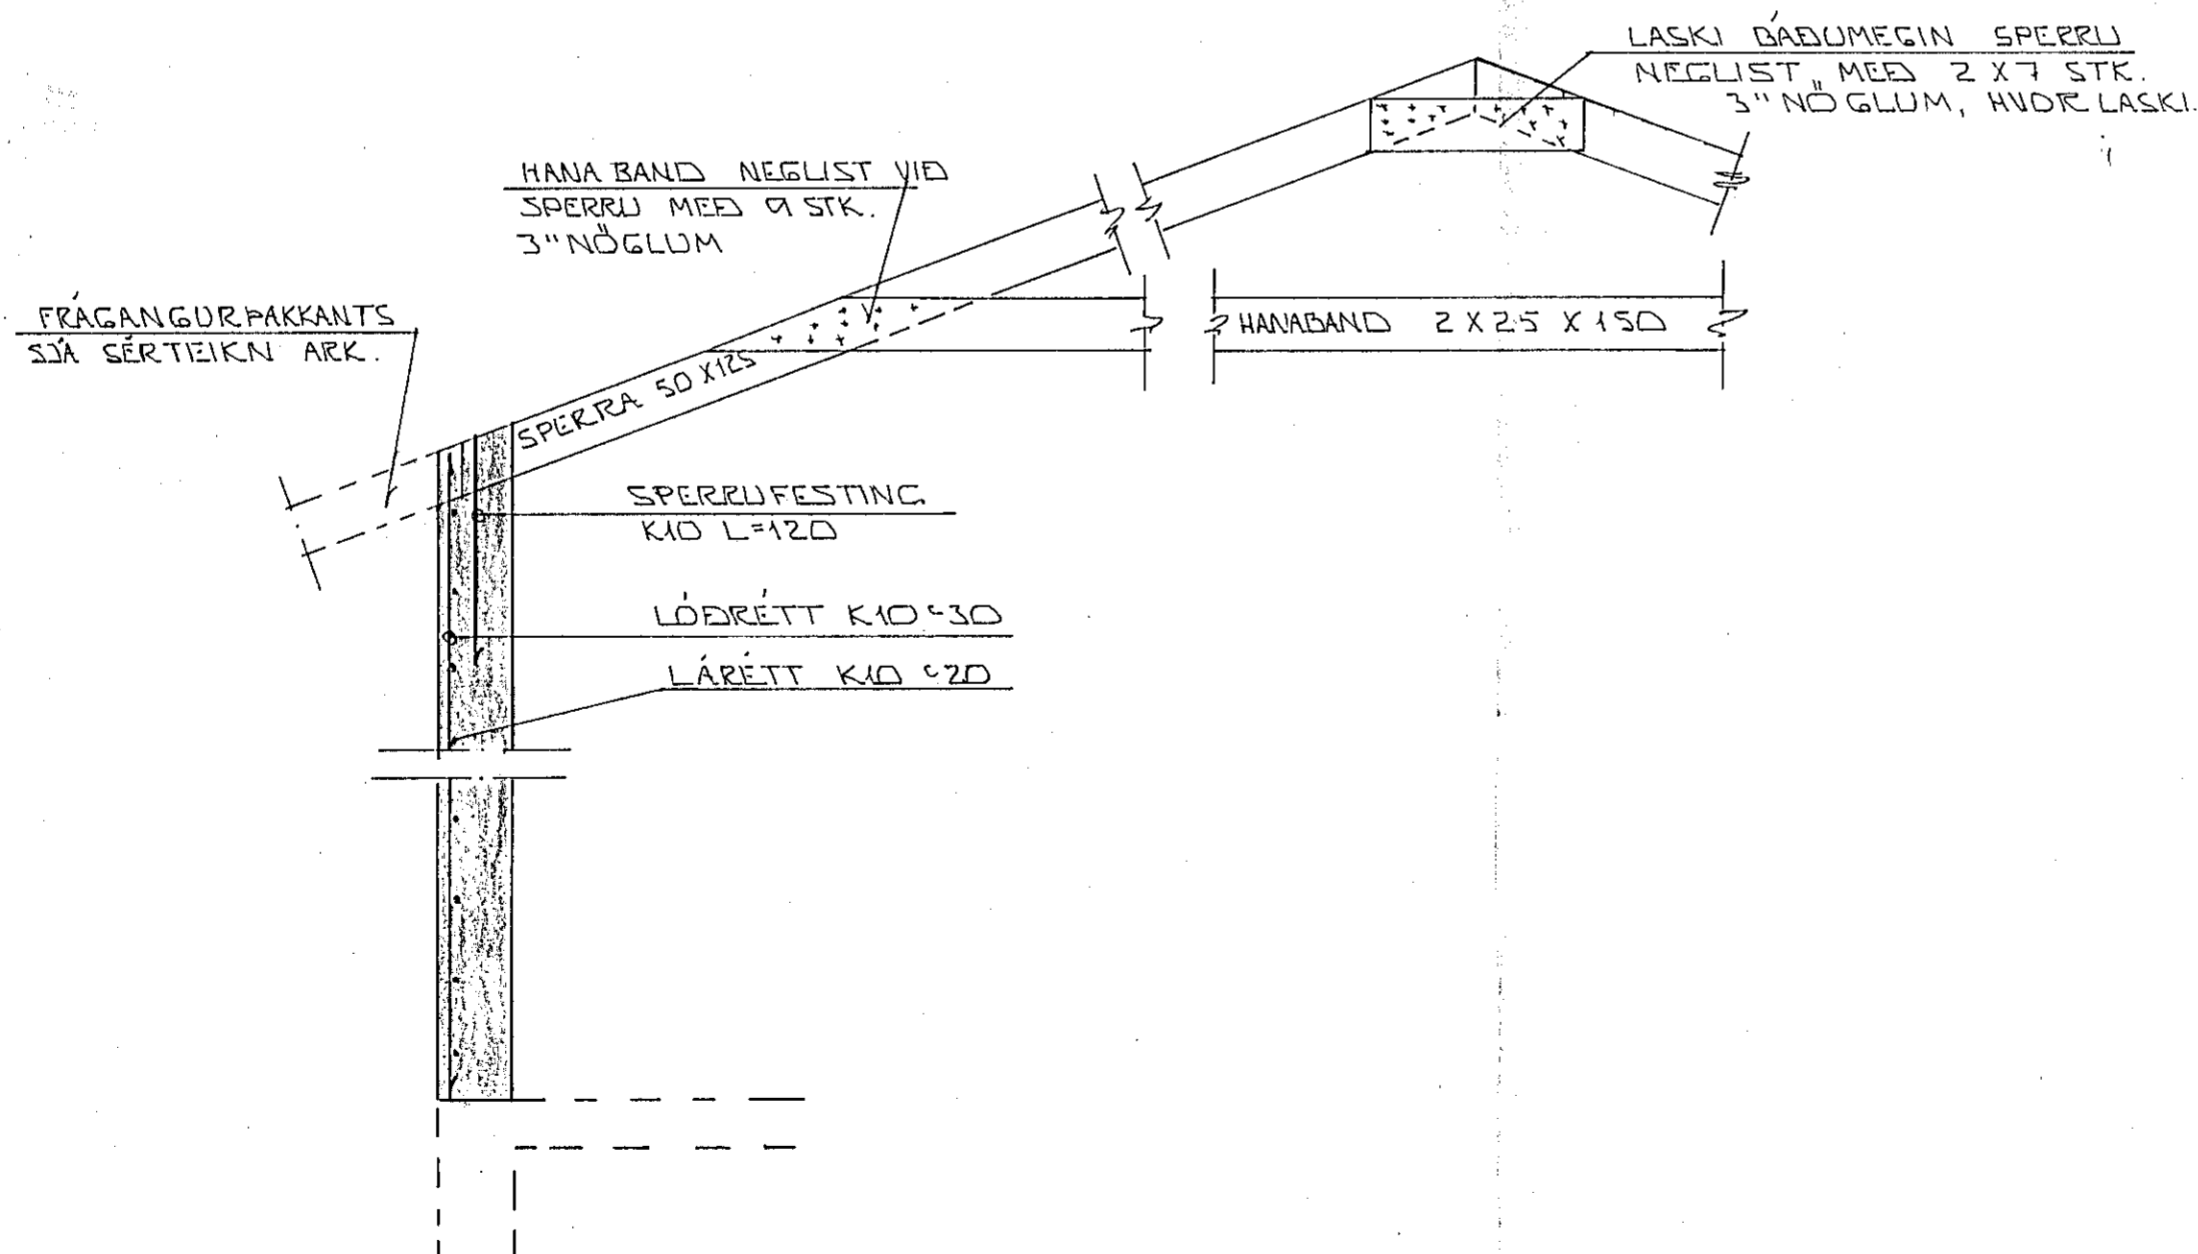 LASKI BÁÐUMEGIN SPERRU
NEGLIST MEÐ 2 X 7 STK.
3" NÖGLUM, HVOR LASKI.
HANABAND NEGLIST VIÐ
SPERRU MEÐ 9 STK.
3" NÖGLUM
FRÁGANGUR ÞAKKANTS
SJÁ SÉRTEIKN ARK.
HANABAND 2 X 25 X 150
SPERRA 50 X 125
SPERRUFESTING
K10 L=120
LÓÐRÉTT K10 c30
LÁRÉTT K10 c20